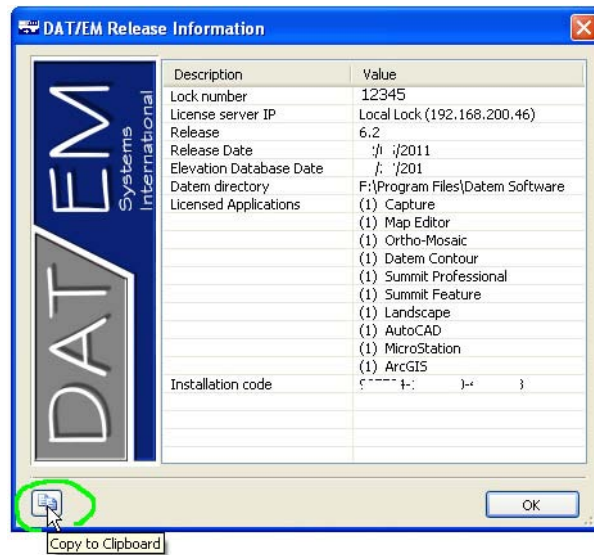 DAT/EM Release Information
DAT
EM
Systems
International
Description Value
Lock number 12345
License server IP Local Lock (192.168.200.46)
Release 6.2
Release Date /2011
Elevation Database Date /201
Datem directory F:\Program Files\Datem Software
Licensed Applications (1) Capture
(1) Map Editor
(1) Ortho-Mosaic
(1) Datem Contour
(1) Summit Professional
(1) Summit Feature
(1) Landscape
(1) AutoCAD
(1) MicroStation
(1) ArcGIS
Installation code
OK
Copy to Clipboard